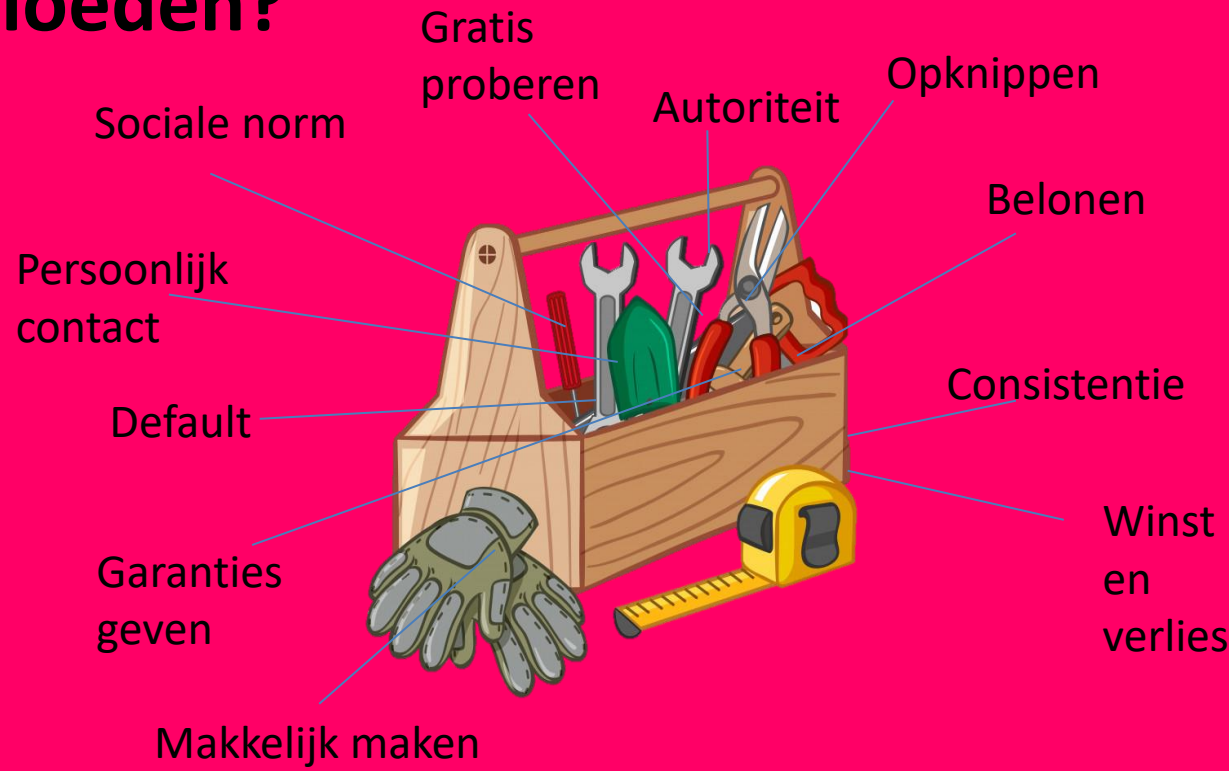 loeden?
Gratis
proberen
Opknippen
Autoriteit
Sociale norm
Belonen
Persoonlijk
contact
Consistentie
Default
Winst
en
verlies
Garanties
geven
Makkelijk maken